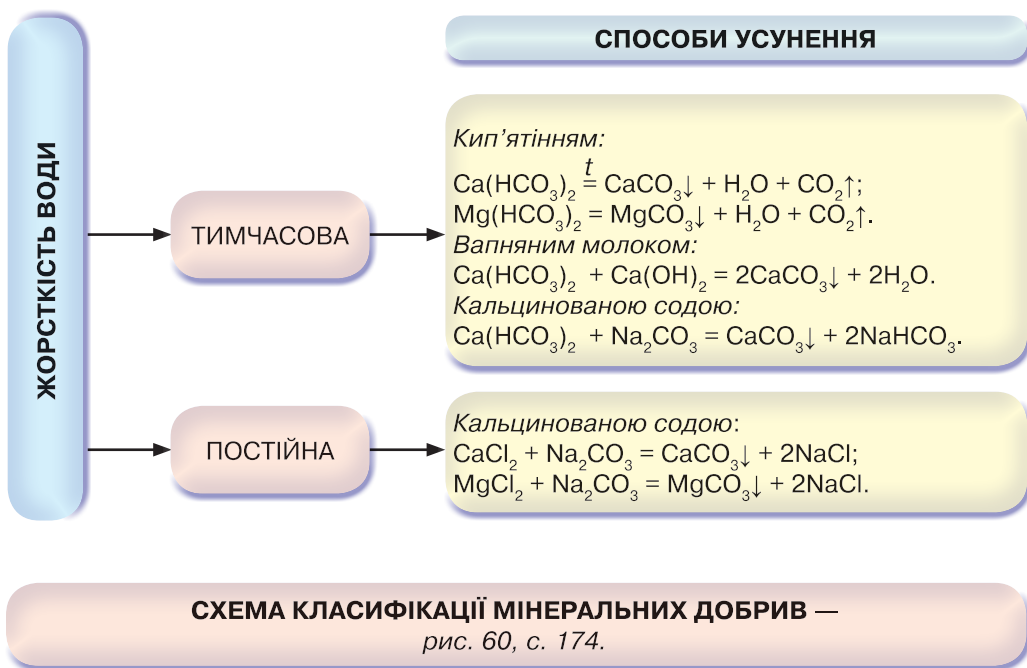 СПОСОБИ УСУНЕННЯ
ЖОРСТКІСТЬ ВОДИ
ТИМЧАСОВА
Кип’ятінням:
Ca(HCO₃)₂ =ᵗ CaCO₃↓ + H₂O + CO₂↑;
Mg(HCO₃)₂ = MgCO₃↓ + H₂O + CO₂↑.
Вапняним молоком:
Ca(HCO₃)₂ + Ca(OH)₂ = 2CaCO₃↓ + 2H₂O.
Кальцинованою содою:
Ca(HCO₃)₂ + Na₂CO₃ = CaCO₃↓ + 2NaHCO₃.
ПОСТІЙНА
Кальцинованою содою:
CaCl₂ + Na₂CO₃ = CaCO₃↓ + 2NaCl;
MgCl₂ + Na₂CO₃ = MgCO₃↓ + 2NaCl.
СХЕМА КЛАСИФІКАЦІЇ МІНЕРАЛЬНИХ ДОБРИВ —
рис. 60, с. 174.